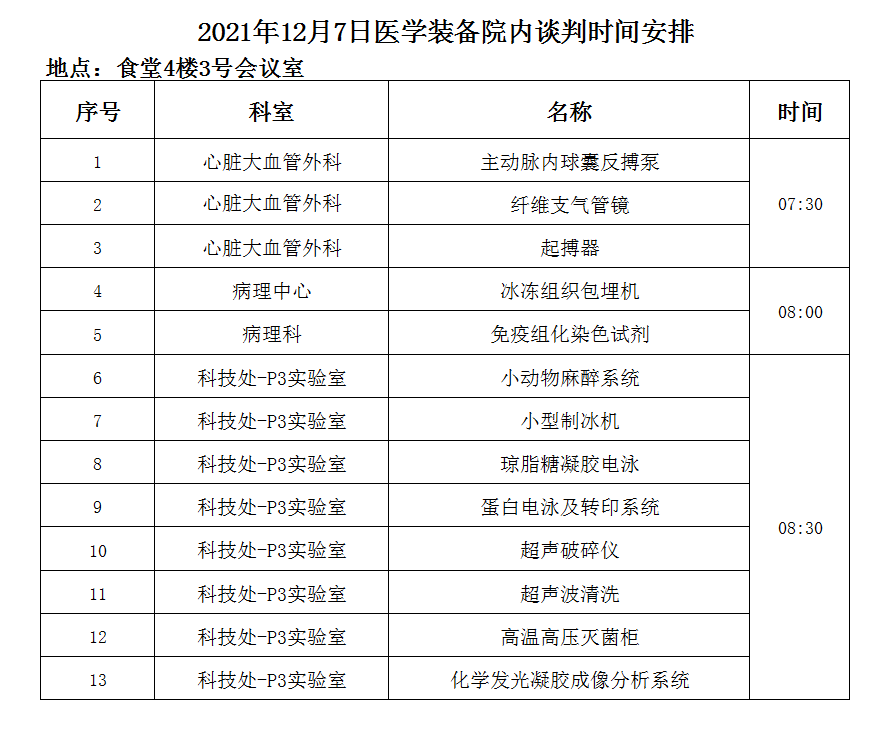 2021年12月7日医学装备院内谈判时间安排
地点：食堂4楼3号会议室
序号 科室 名称 时间
1 心脏大血管外科 主动脉内球囊反搏泵 07:30
2 心脏大血管外科 纤维支气管镜
3 心脏大血管外科 起搏器
4 病理中心 冰冻组织包埋机 08:00
5 病理科 免疫组化染色试剂
6 科技处-P3实验室 小动物麻醉系统 08:30
7 科技处-P3实验室 小型制冰机
8 科技处-P3实验室 琼脂糖凝胶电泳
9 科技处-P3实验室 蛋白电泳及转印系统
10 科技处-P3实验室 超声破碎仪
11 科技处-P3实验室 超声波清洗
12 科技处-P3实验室 高温高压灭菌柜
13 科技处-P3实验室 化学发光凝胶成像分析系统